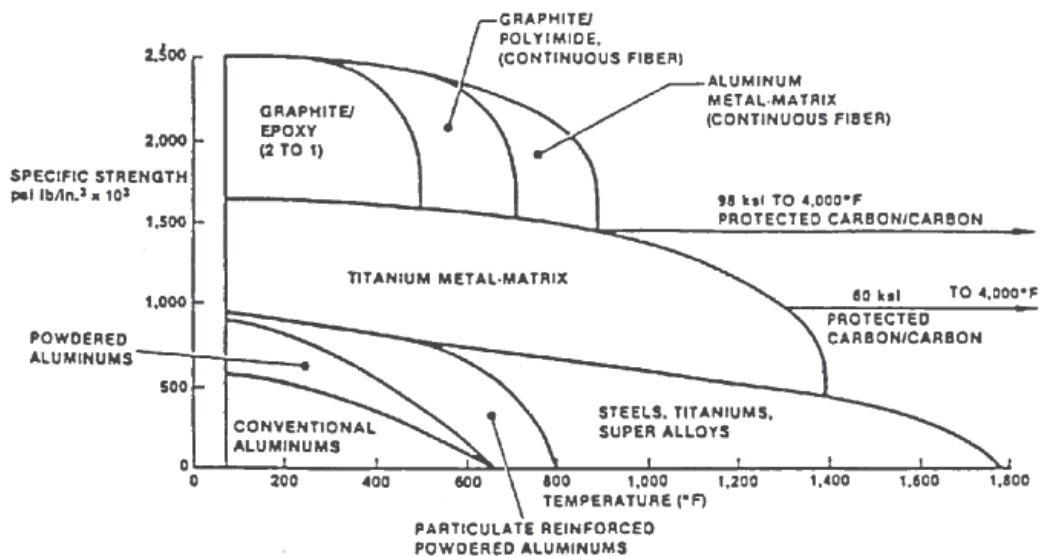 GRAPHITE/
POLYIMIDE,
(CONTINUOUS FIBER)
ALUMINUM
METAL-MATRIX
(CONTINUOUS FIBER)
GRAPHITE/
EPOXY
(2 TO 1)
SPECIFIC STRENGTH
psi lb/in.³ x 10³
2,500
2,000
1,500
1,000
500
0
98 ksi TO 4,000°F
PROTECTED CARBON/CARBON
TITANIUM METAL-MATRIX
60 ksi TO 4,000°F
PROTECTED
CARBON/CARBON
POWDERED
ALUMINUMS
CONVENTIONAL
ALUMINUMS
STEELS, TITANIUMS,
SUPER ALLOYS
0 200 400 600 800 1,000 1,200 1,400 1,600 1,800
TEMPERATURE (°F)
PARTICULATE REINFORCED
POWDERED ALUMINUMS